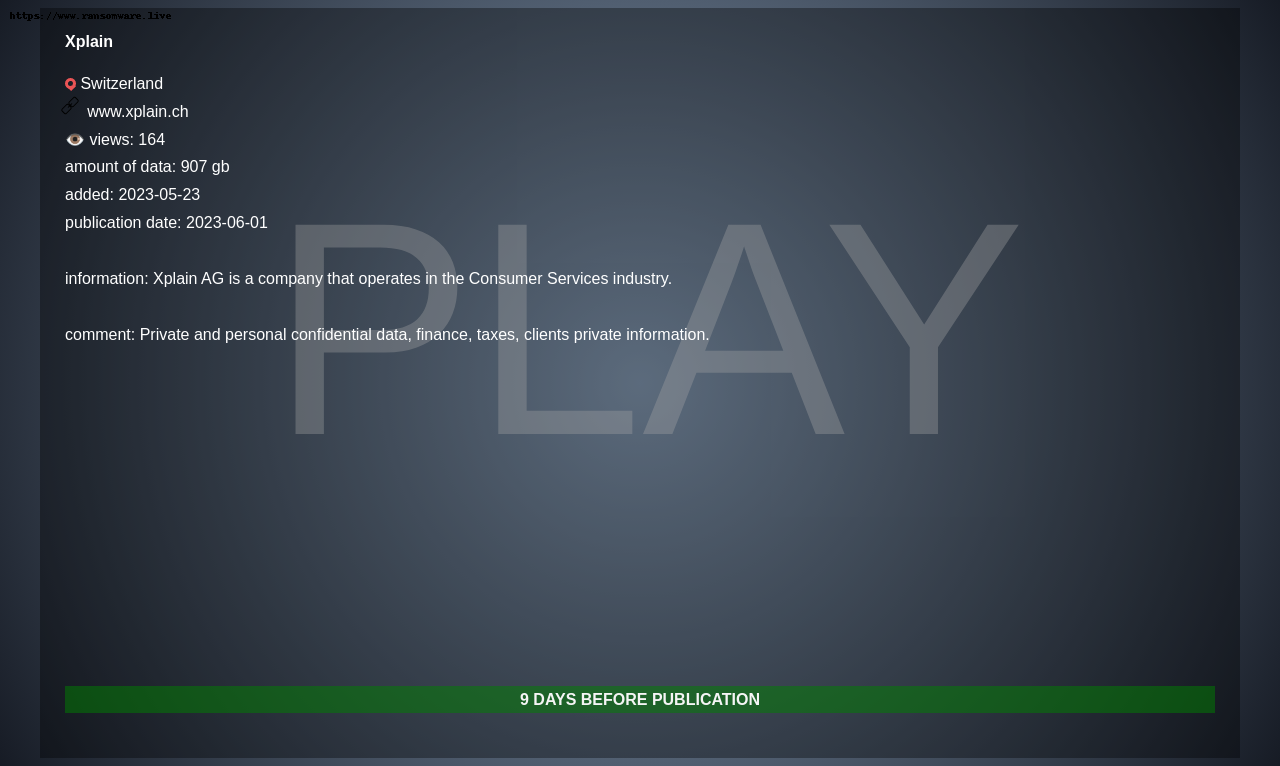 https://www.ransomware.live
Xplain
Switzerland
www.xplain.ch
views: 164
amount of data: 907 gb
added: 2023-05-23
publication date: 2023-06-01
PLAY
information: Xplain AG is a company that operates in the Consumer Services industry.
comment: Private and personal confidential data, finance, taxes, clients private information.
9 DAYS BEFORE PUBLICATION